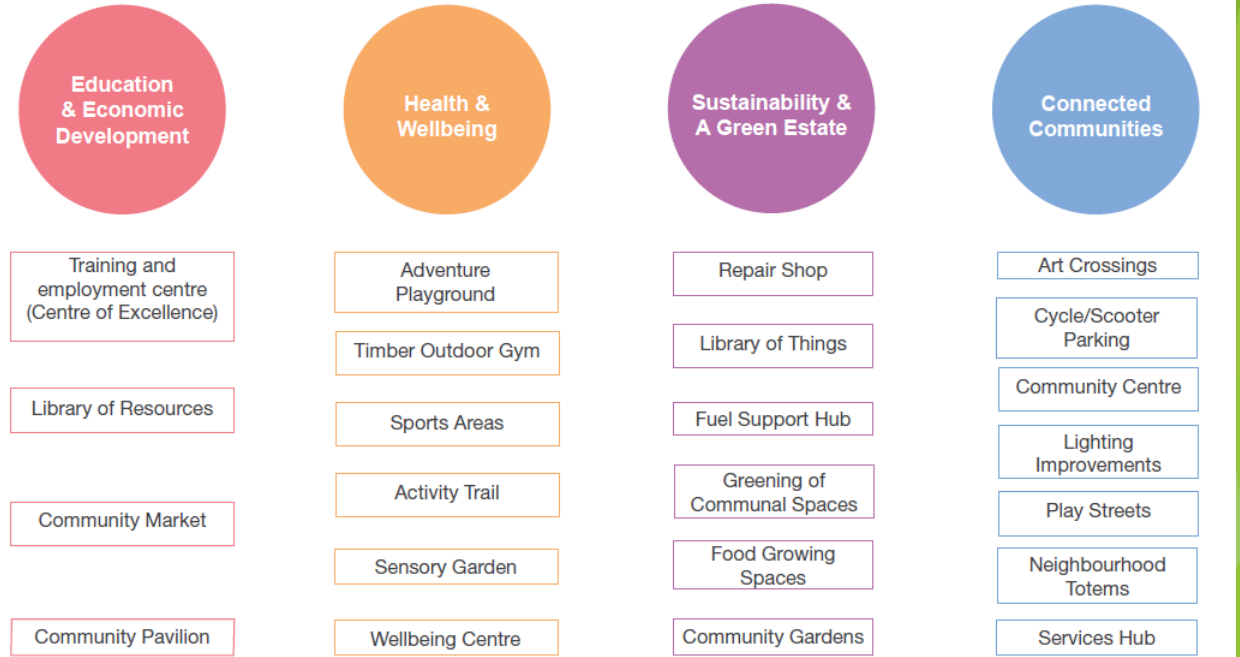 Education
& Economic
Development
Health &
Wellbeing
Sustainability &
A Green Estate
Connected
Communities
Training and
employment centre
(Centre of Excellence)
Library of Resources
Community Market
Community Pavilion
Adventure
Playground
Timber Outdoor Gym
Sports Areas
Activity Trail
Sensory Garden
Wellbeing Centre
Repair Shop
Library of Things
Fuel Support Hub
Greening of
Communal Spaces
Food Growing
Spaces
Community Gardens
Art Crossings
Cycle/Scooter
Parking
Community Centre
Lighting
Improvements
Play Streets
Neighbourhood
Totems
Services Hub